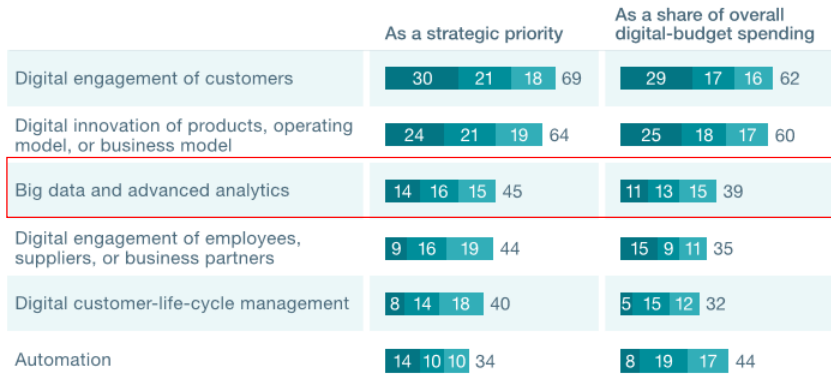 As a strategic priority
As a share of overall
digital-budget spending
Digital engagement of customers
30 21 18 69
29 17 16 62
Digital innovation of products, operating
model, or business model
24 21 19 64
25 18 17 60
Big data and advanced analytics
14 16 15 45
11 13 15 39
Digital engagement of employees,
suppliers, or business partners
9 16 19 44
15 9 11 35
Digital customer-life-cycle management
8 14 18 40
5 15 12 32
Automation
14 10 10 34
8 19 17 44